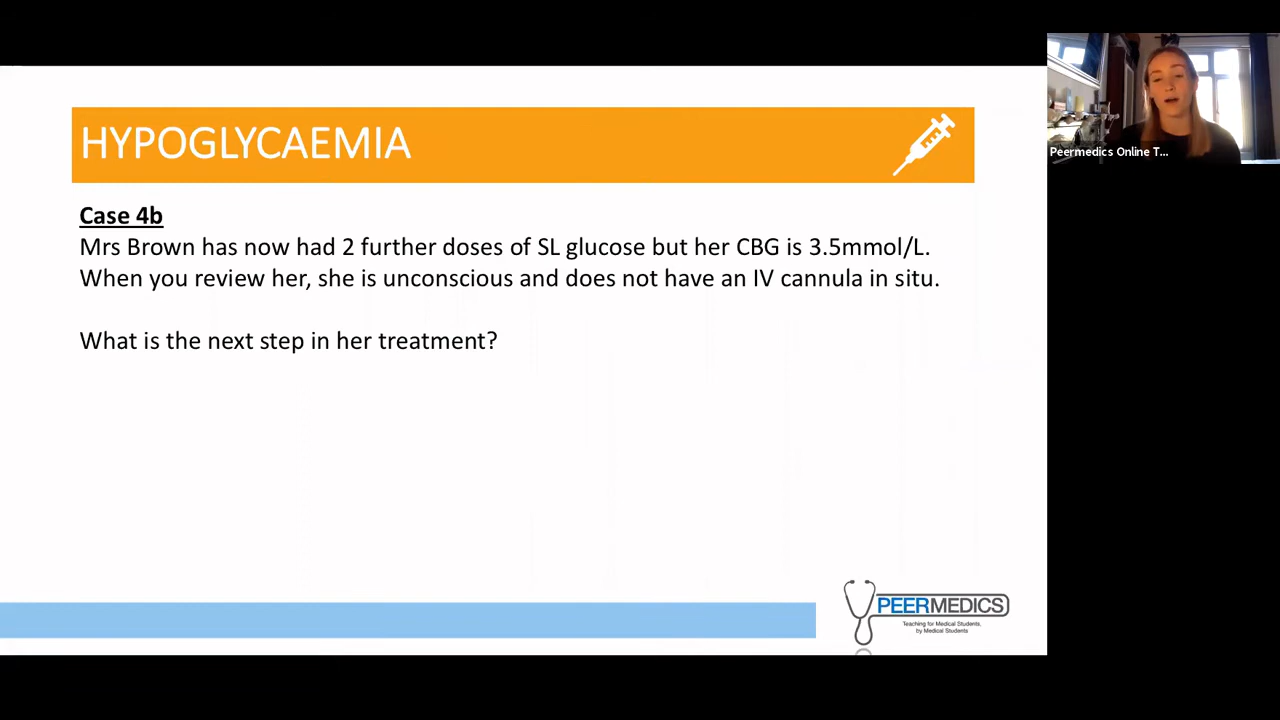 HYPOGLYCAEMIA
Case 4b
Mrs Brown has now had 2 further doses of SL glucose but her CBG is 3.5mmol/L.
When you review her, she is unconscious and does not have an IV cannula in situ.
What is the next step in her treatment?
Peermedics Online T...
PEERMEDICS
Teaching for Medical Students,
by Medical Students